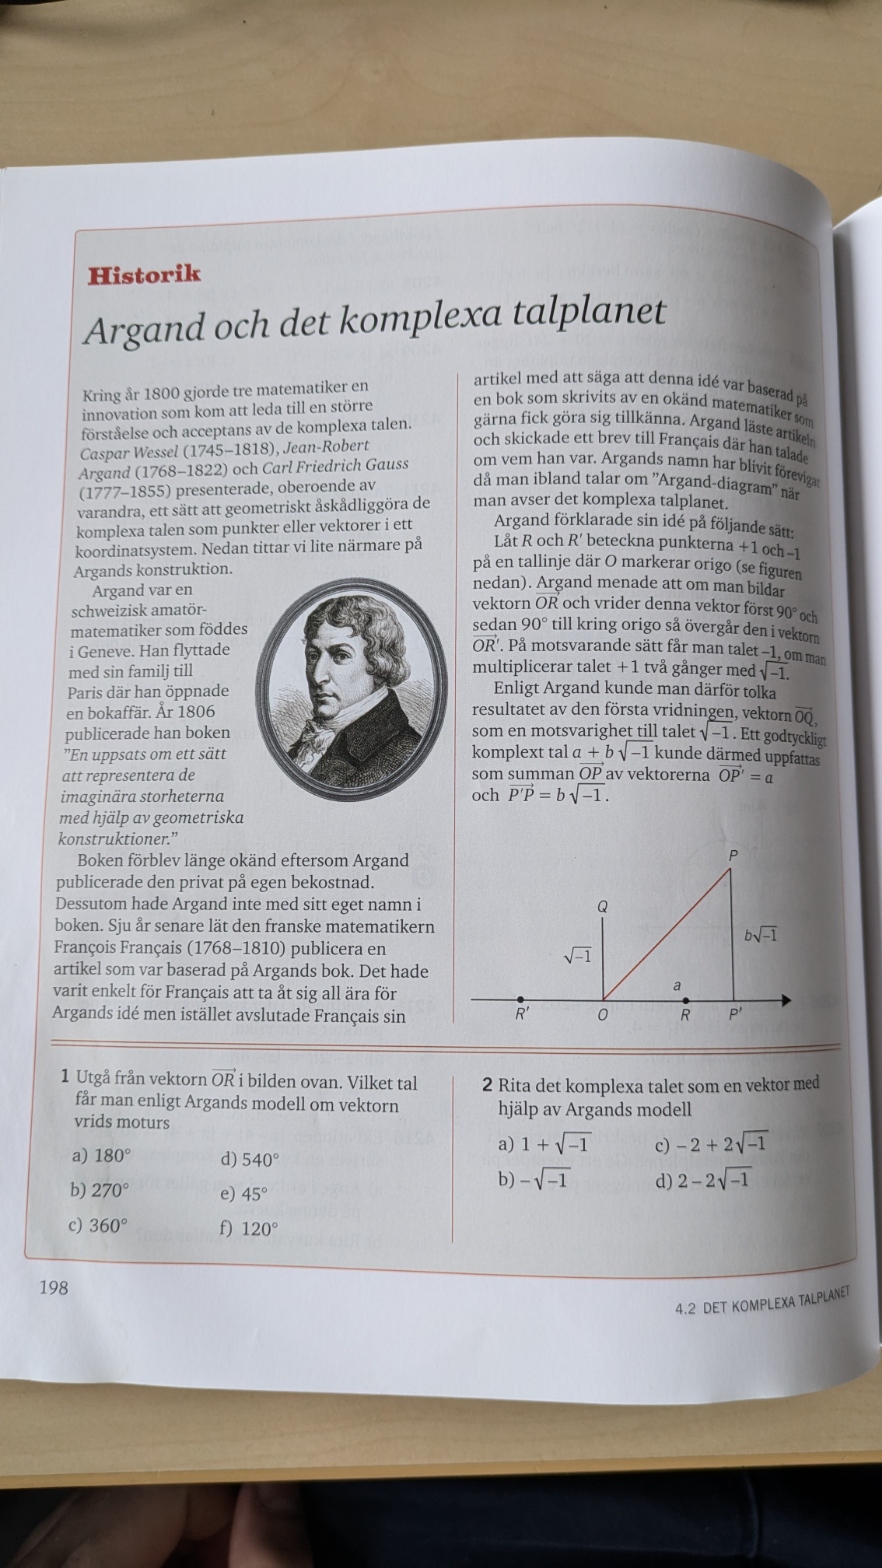 Historik
Argand och det komplexa talplanet
Kring år 1800 gjorde tre matematiker en
innovation som kom att leda till en större
förståelse och acceptans av de komplexa talen.
Caspar Wessel (1745–1818), Jean-Robert
Argand (1768–1822) och Carl Friedrich Gauss
(1777–1855) presenterade, oberoende av
varandra, ett sätt att geometriskt åskådliggöra de
komplexa talen som punkter eller vektorer i ett
koordinatsystem. Nedan tittar vi lite närmare på
Argands konstruktion.
Argand var en
schweizisk amatör-
matematiker som föddes
i Geneve. Han flyttade
med sin familj till
Paris där han öppnade
en bokaffär. År 1806
publicerade han boken
"En uppsats om ett sätt
att representera de
imaginära storheterna
med hjälp av geometriska
konstruktioner."
Boken förblev länge okänd eftersom Argand
publicerade den privat på egen bekostnad.
Dessutom hade Argand inte med sitt eget namn i
boken. Sju år senare lät den franske matematikern
François Français (1768–1810) publicera en
artikel som var baserad på Argands bok. Det hade
varit enkelt för Français att ta åt sig all ära för
Argands idé men istället avslutade Français sin
artikel med att säga att denna idé var baserad på
en bok som skrivits av en okänd matematiker som
gärna fick göra sig tillkänna. Argand läste artikeln
och skickade ett brev till Français där han talade
om vem han var. Argands namn har blivit förevigat
då man ibland talar om "Argand-diagram" när
man avser det komplexa talplanet.
Argand förklarade sin idé på följande sätt:
Låt R och R' beteckna punkterna +1 och –1
på en tallinje där O markerar origo (se figuren
nedan). Argand menade att om man bildar
vektorn OR och vrider denna vektor först 90° och
sedan 90° till kring origo så övergår den i vektorn
OR'. På motsvarande sätt får man talet –1, om man
multiplicerar talet +1 två gånger med √–1.
Enligt Argand kunde man därför tolka
resultatet av den första vridningen, vektorn OQ,
som en motsvarighet till talet √–1. Ett godtyckligt
komplext tal a + b√–1 kunde därmed uppfattas
som summan OP av vektorerna OP' = a
och P'P = b√–1.
P
Q
b√–1
√–1
a
R' O R P'
1 Utgå från vektorn OR i bilden ovan. Vilket tal
får man enligt Argands modell om vektorn
vrids moturs
a) 180° d) 540°
b) 270° e) 45°
c) 360° f) 120°
2 Rita det komplexa talet som en vektor med
hjälp av Argands modell
a) 1 + √–1 c) –2 + 2√–1
b) –√–1 d) 2 – 2√–1
198
4.2 DET KOMPLEXA TALPLANET